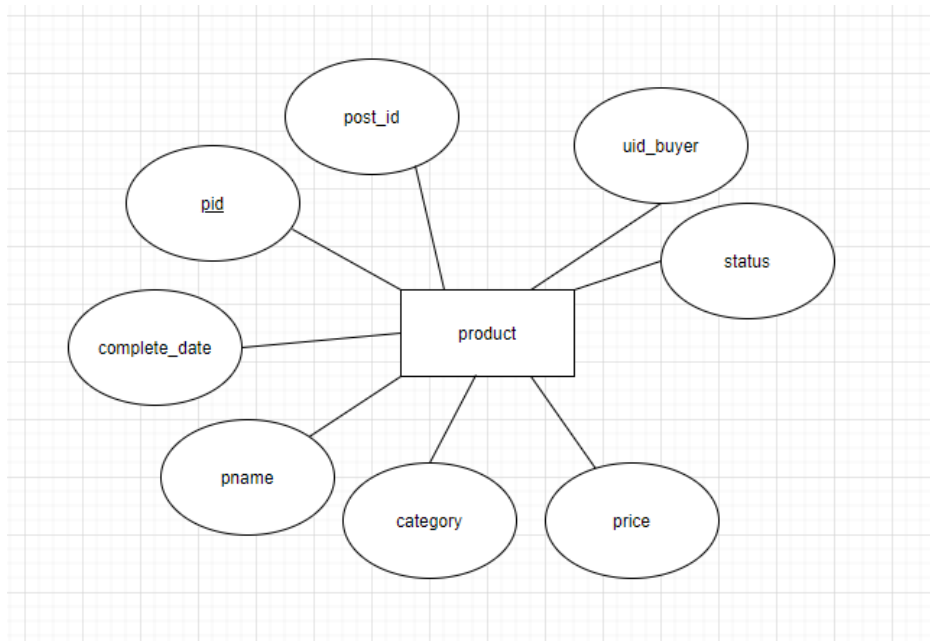 post_id
uid_buyer
pid
status
product
complete_date
pname
category
price